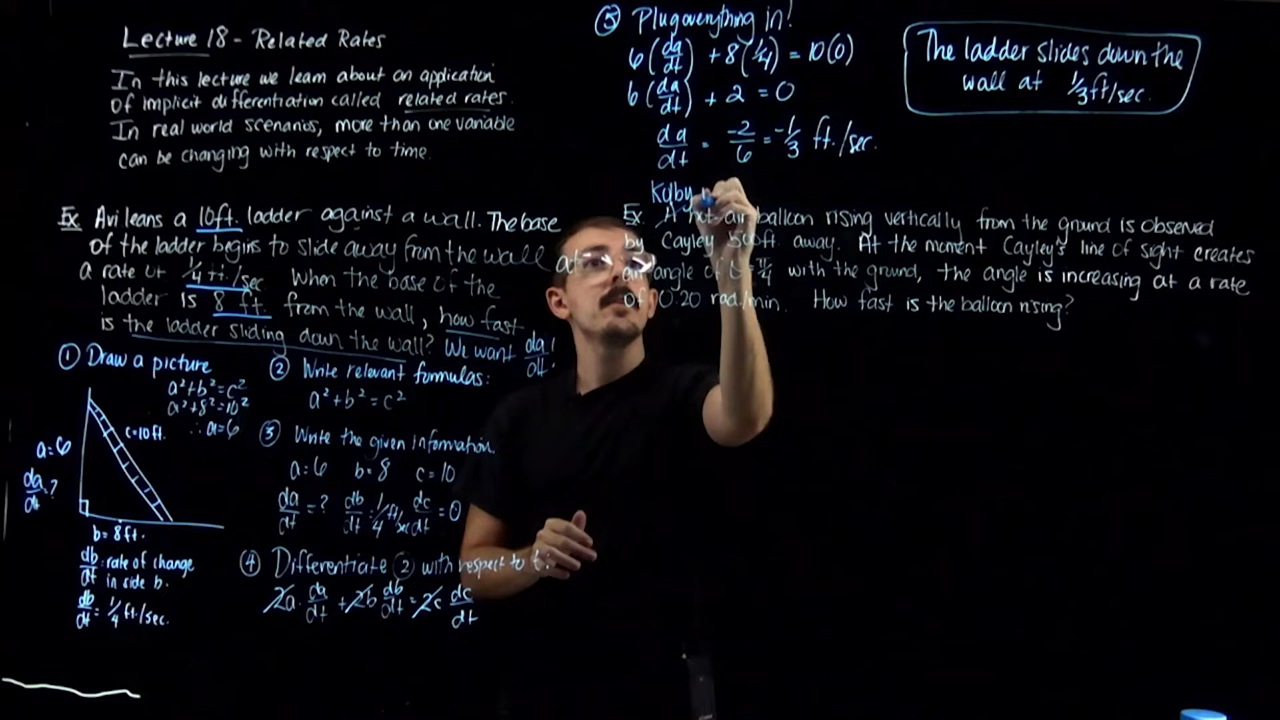 Lecture 18 - Related Rates
In this lecture we learn about an application
of implicit differentiation called related rates.
In real world scenarios, more than one variable
can be changing with respect to time.
Ex Avi leans a 10ft. ladder against a wall. The base
of the ladder begins to slide away from the wall at
a rate of 1/4 ft./sec When the base of the
ladder is 8 ft. from the wall, how fast
is the ladder sliding down the wall? We want da/dt!
① Draw a picture
a²+b²=c²
a²+8²=10²
∴ a=6
c=10ft.
a=6
da/dt=?
b=8ft.
db/dt: rate of change
in side b.
db/dt = 1/4 ft/sec.
② Write relevant formulas:
a²+b²=c²
③ Write the given information.
a=6 b=8 c=10
da/dt=? db/dt=1/4 ft/sec dc/dt=0
④ Differentiate ② with respect to t:
2a·da/dt + 2b db/dt = 2c dc/dt
⑤ Plug everything in!
6(da/dt) + 8(1/4) = 10(0)
6(da/dt) + 2 = 0
da/dt = -2/6 = -1/3 ft./sec.
The ladder slides down the
wall at 1/3 ft/sec.
Kolby
Ex. A hot air balloon rising vertically from the ground is observed
by Cayley 500ft. away. At the moment Cayley's line of sight creates
an angle of π/4 with the ground, the angle is increasing at a rate
of 0.20 rad./min. How fast is the balloon rising?